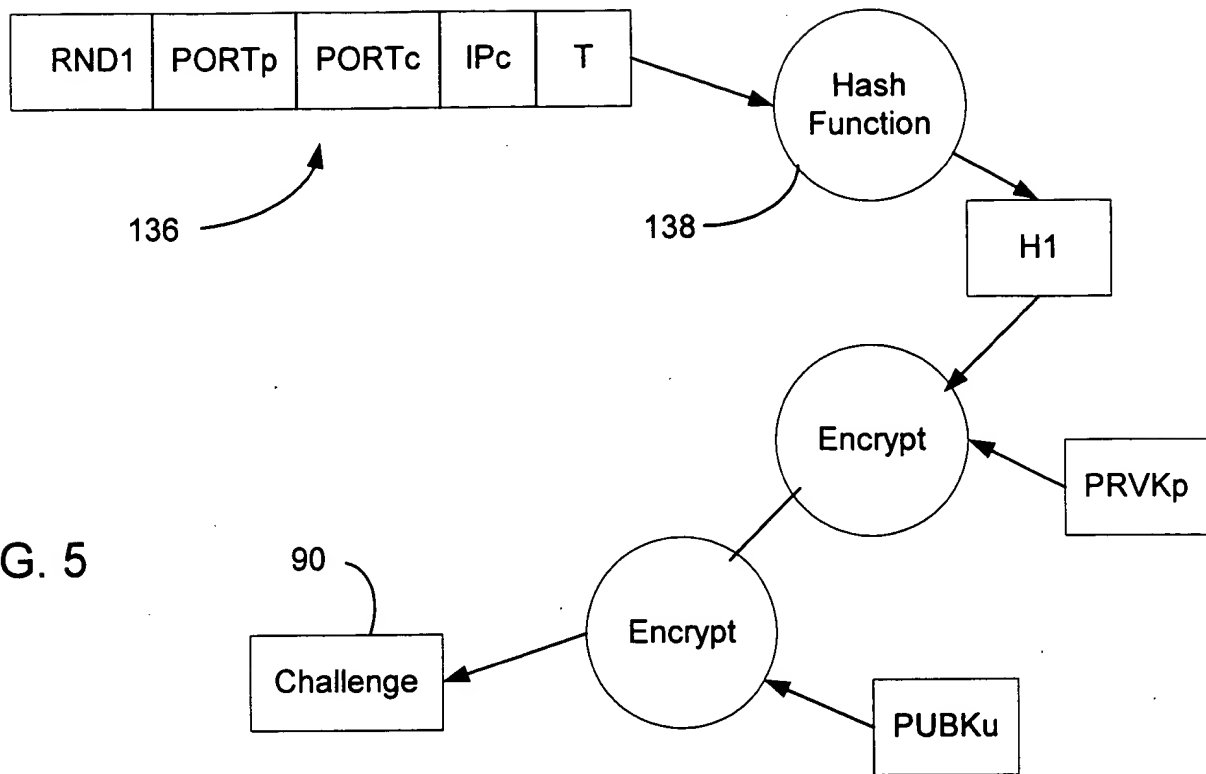 RND1 PORTp PORTc IPc T
Hash
Function
136
138
H1
Encrypt
PRVKp
G. 5
90
Encrypt
Challenge
PUBKu